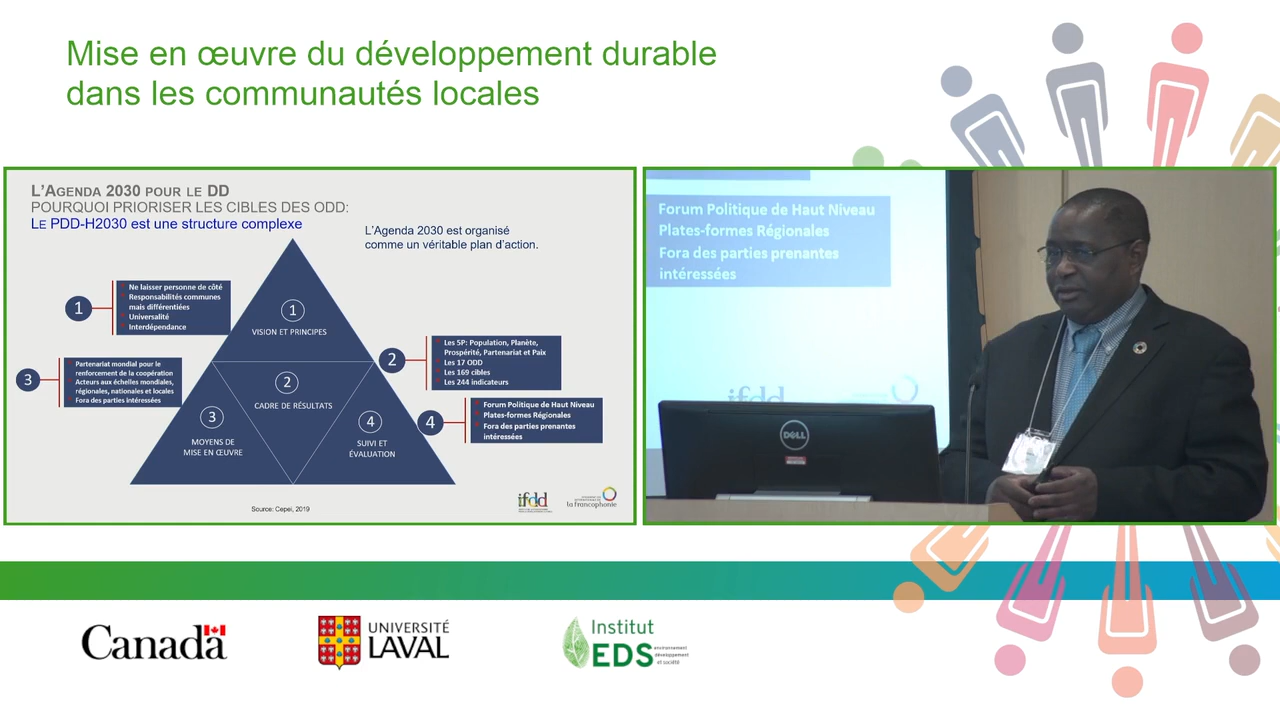 Mise en œuvre du développement durable
dans les communautés locales
L'AGENDA 2030 POUR LE DD
POURQUOI PRIORISER LES CIBLES DES ODD:
LE PDD-H2030 est une structure complexe
L'Agenda 2030 est organisé
comme un véritable plan d'action.
1
Ne laisser personne de côté
Responsabilités communes
mais différentiées
Universalité
Interdépendance
1
VISION ET PRINCIPES
2
Les 5P: Population, Planète,
Prospérité, Partenariat et Paix
Les 17 ODD
Les 169 cibles
Les 244 indicateurs
3
Partenariat mondial pour le
renforcement de la coopération
Acteurs aux échelles mondiales,
régionales, nationales et locales
Fora des parties intéressées
2
CADRE DE RÉSULTATS
3
MOYENS DE
MISE EN ŒUVRE
4
SUIVI ET
ÉVALUATION
4
Forum Politique de Haut Niveau
Plates-formes Régionales
Fora des parties prenantes
intéressées
Source: Cepei, 2019
ifdd
la francophonie
Forum Politique de Haut Niveau
Plates-formes Régionales
Fora des parties prenantes
intéressées
ifdd
DELL
Canada
UNIVERSITÉ
LAVAL
Institut
EDS
environnement
développement
et société